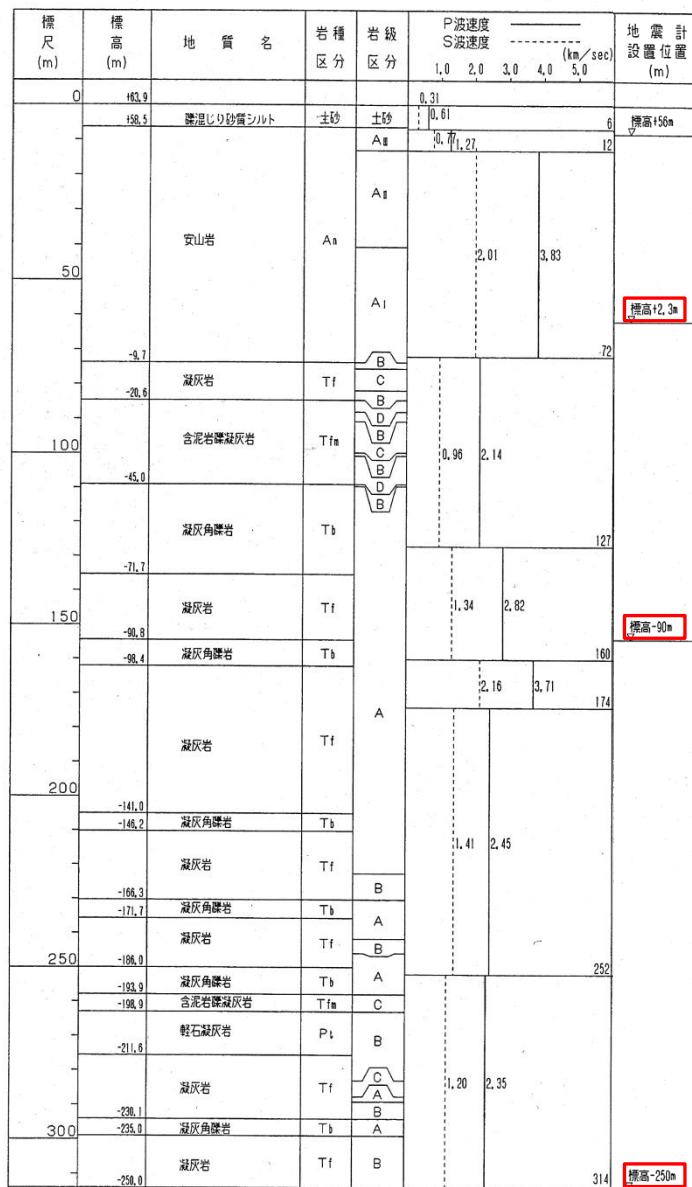 標尺(m) 標高(m) 地質名 岩種区分 岩級区分 P波速度 S波速度 (km/sec) 1.0 2.0 3.0 4.0 5.0 地震計設置位置(m)
0 +63.9 0.31
+58.5 礫混じり砂質シルト 土砂 土砂 0.61 6 標高+56m
AⅢ 0.77 1.27 12
AⅡ
安山岩 An 2.01 3.83
50
AⅠ 標高+2.3m
-9.7 72
B
凝灰岩 Tf C
-20.6 B
D
含泥岩礫凝灰岩 Tfm B
100 C 0.96 2.14
B
-45.0 D
B
凝灰角礫岩 Tb
127
-71.7
凝灰岩 Tf 1.34 2.82
150 標高-90m
-90.8
凝灰角礫岩 Tb 160
-98.4
2.16 3.71
A 174
凝灰岩 Tf
200
-141.0
凝灰角礫岩 Tb
-146.2
凝灰岩 Tf 1.41 2.45
B
-166.3
凝灰角礫岩 Tb
-171.7 A
凝灰岩 Tf B
250 -186.0
凝灰角礫岩 Tb A 252
-193.9
含泥岩礫凝灰岩 Tfm C
-198.9
軽石凝灰岩 Pt B
-211.6
C
凝灰岩 Tf A 1.20 2.35
-230.1 B
凝灰角礫岩 Tb A
300 -235.0
凝灰岩 Tf B
-250.0 314 標高-250m